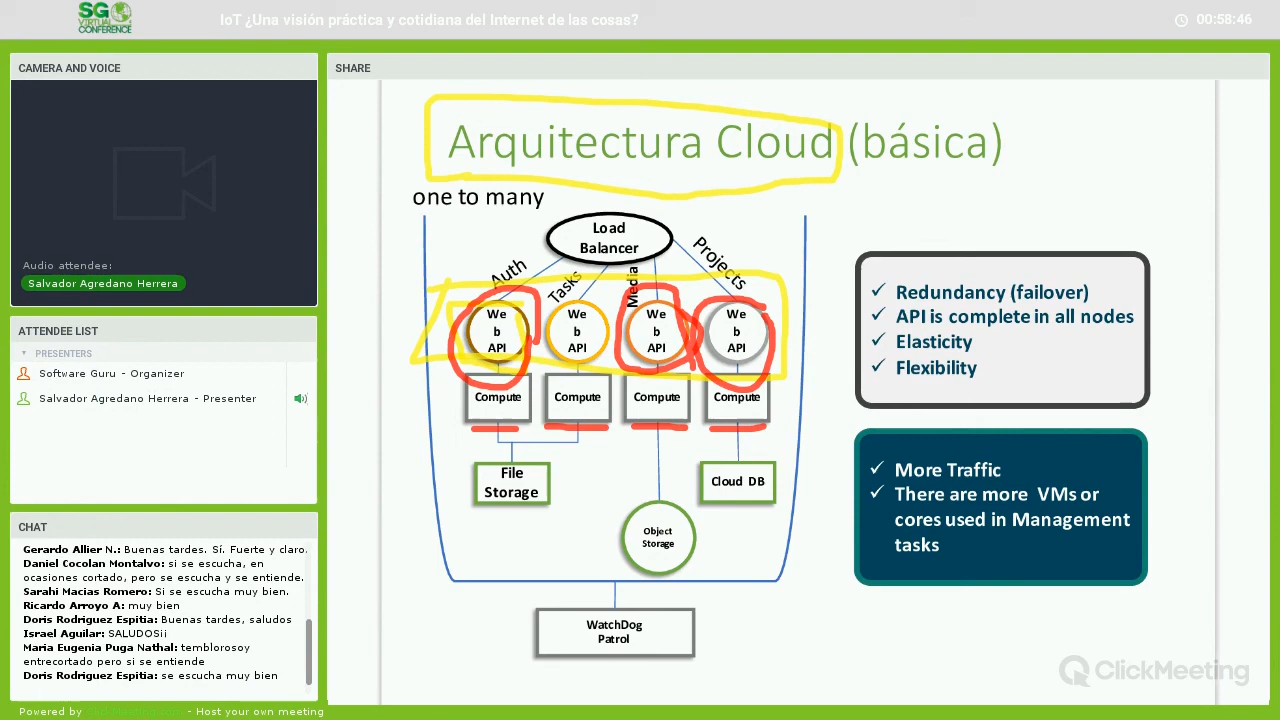 SG
VIRTUAL
CONFERENCE
IoT ¿Una visión práctica y cotidiana del Internet de las cosas?
00:58:46
CAMERA AND VOICE
Audio attendee:
Salvador Agredano Herrera
ATTENDEE LIST
PRESENTERS
Software Guru - Organizer
Salvador Agredano Herrera - Presenter
CHAT
Gerardo Allier N.: Buenas tardes. Sí. Fuerte y claro.
Daniel Cocolan Montalvo: si se escucha, en
ocasiones cortado, pero se escucha y se entiende.
Sarahi Macias Romero: Si se escucha muy bien.
Ricardo Arroyo A: muy bien
Doris Rodriguez Espitia: Buenas tardes, saludos
Israel Aguilar: SALUDOS¡¡
Maria Eugenia Puga Nathal: temblorosoy
entrecortado pero si se entiende
Doris Rodriguez Espitia: se escucha muy bien
Powered by ClickMeeting.com - Host your own meeting
SHARE
Arquitectura Cloud (básica)
one to many
Load
Balancer
Auth
Tasks
Media
Projects
We
b
API
We
b
API
We
b
API
We
b
API
Compute
Compute
Compute
Compute
File
Storage
Cloud DB
Object
Storage
WatchDog
Patrol
✓ Redundancy (failover)
✓ API is complete in all nodes
✓ Elasticity
✓ Flexibility
✓ More Traffic
✓ There are more VMs or
cores used in Management
tasks
ClickMeeting